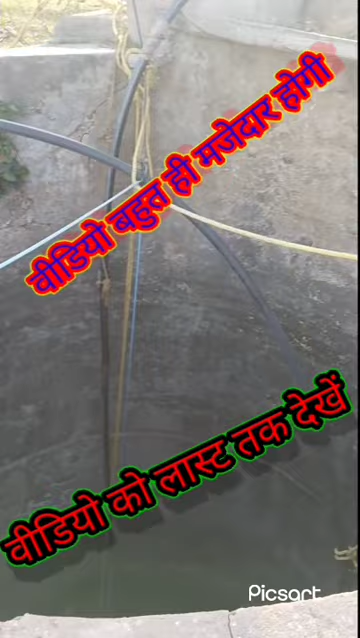 वीडियो बहुत ही मजेदार होगी
वीडियो को लास्ट तक देखें
Picsart